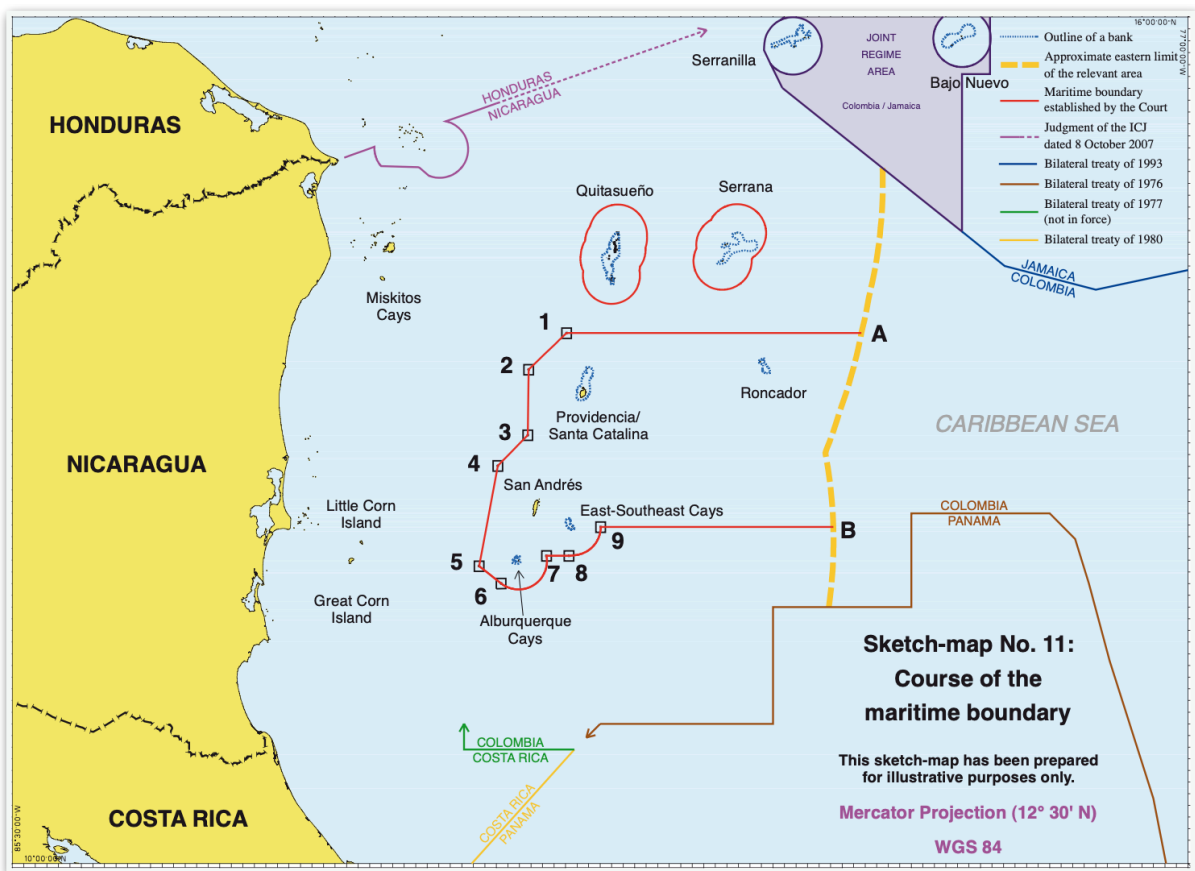 16°00'00"N
77°00'00"W
HONDURAS
HONDURAS
NICARAGUA
Serranilla
JOINT
REGIME
AREA
Colombia / Jamaica
Bajo Nuevo
Outline of a bank
Approximate eastern limit
of the relevant area
Maritime boundary
established by the Court
Judgment of the ICJ
dated 8 October 2007
Bilateral treaty of 1993
Bilateral treaty of 1976
Bilateral treaty of 1977
(not in force)
Bilateral treaty of 1980
Quitasueño
Serrana
JAMAICA
COLOMBIA
Miskitos
Cays
1
A
2
Roncador
Providencia/
Santa Catalina
CARIBBEAN SEA
3
NICARAGUA
4
San Andrés
Little Corn
Island
East-Southeast Cays
COLOMBIA
PANAMA
9
B
5
7
8
6
Great Corn
Island
Alburquerque
Cays
Sketch-map No. 11:
Course of the
maritime boundary
COLOMBIA
COSTA RICA
This sketch-map has been prepared
for illustrative purposes only.
COSTA RICA
PANAMA
COSTA RICA
Mercator Projection (12° 30' N)
WGS 84
85°30'00"W
10°00'00"N